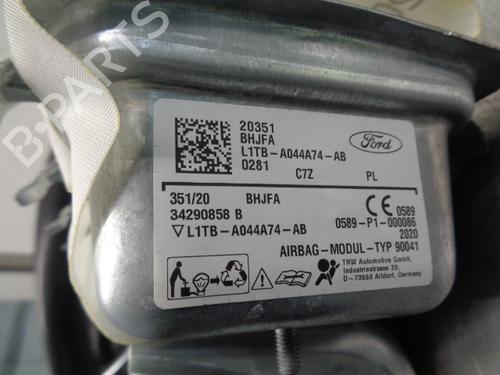 20351
BHJFA
L1TB-A044A74-AB
0281 C7Z PL
Ford
351/20 BHJFA
34290858 B
▽L1TB-A044A74-AB
CE 0589
0589-P1-000086
2020
AIRBAG-MODUL-TYP 90041
TRW Automotive GmbH,
Industriestrasse 20,
D-73553 Alfdorf, Germany
B-PARTS